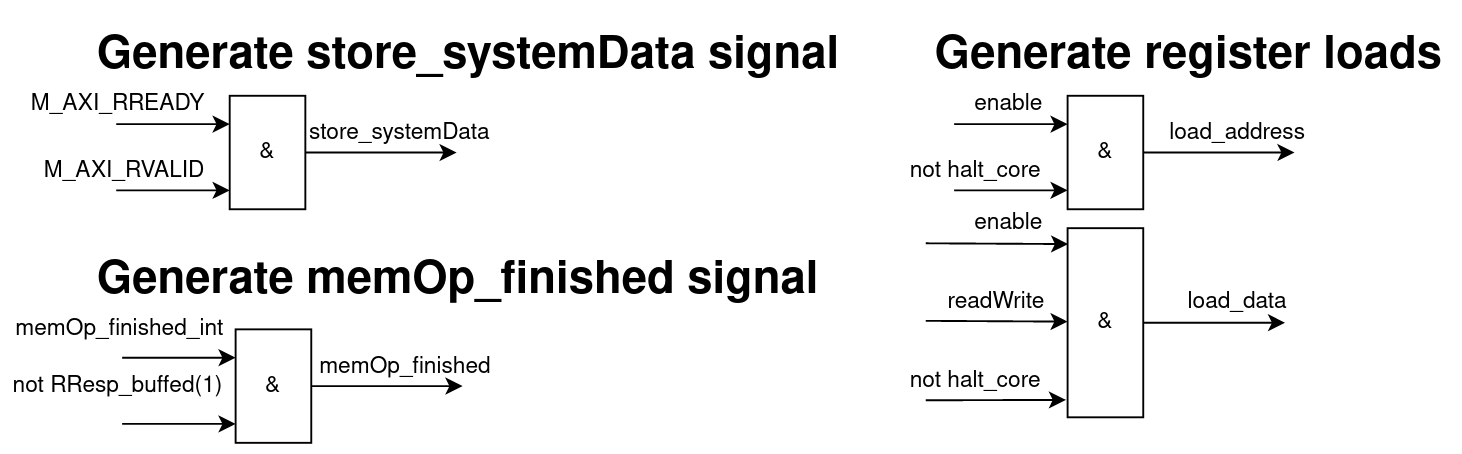 Generate store_systemData signal
M_AXI_RREADY
&
store_systemData
M_AXI_RVALID
Generate memOp_finished signal
memOp_finished_int
not RResp_buffed(1)
&
memOp_finished
Generate register loads
enable
&
load_address
not halt_core
enable
readWrite
&
load_data
not halt_core